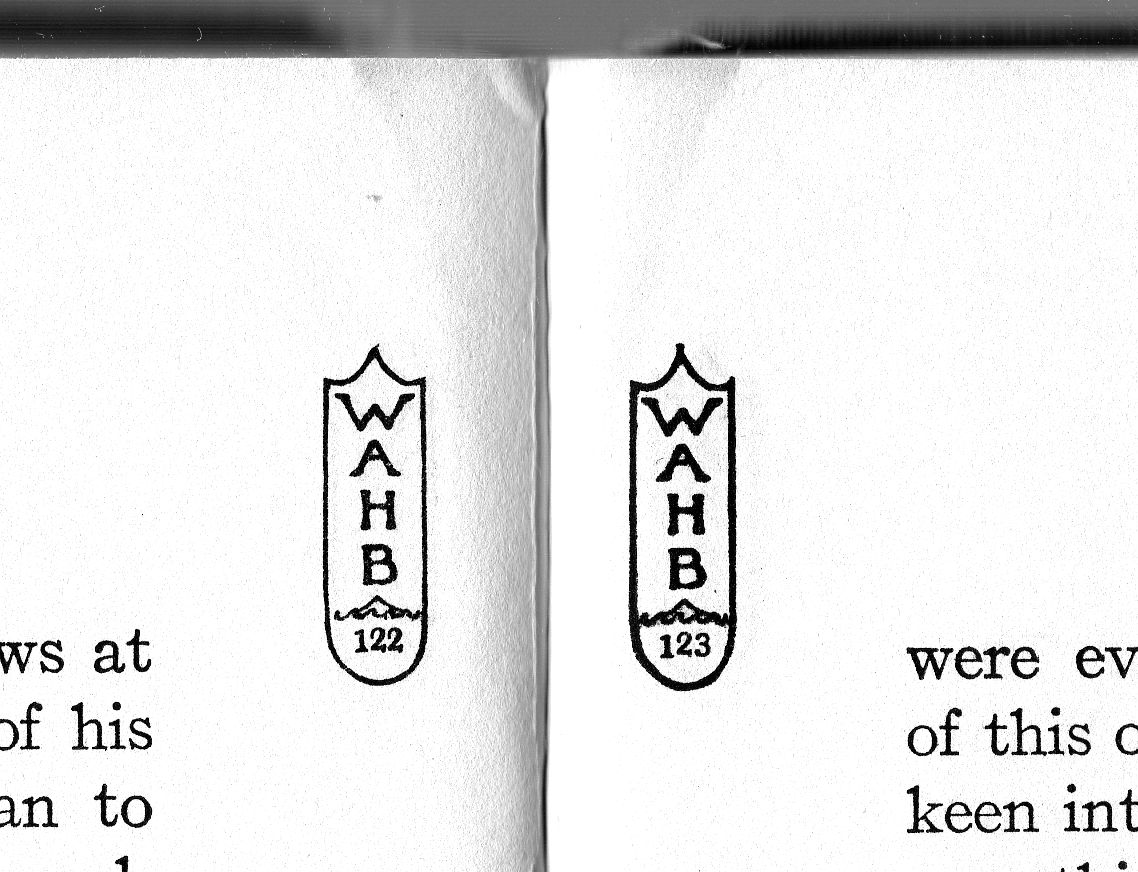 W
A
H
B
122
ws at
of his
an to
W
A
H
B
123
were ev
of this
keen int